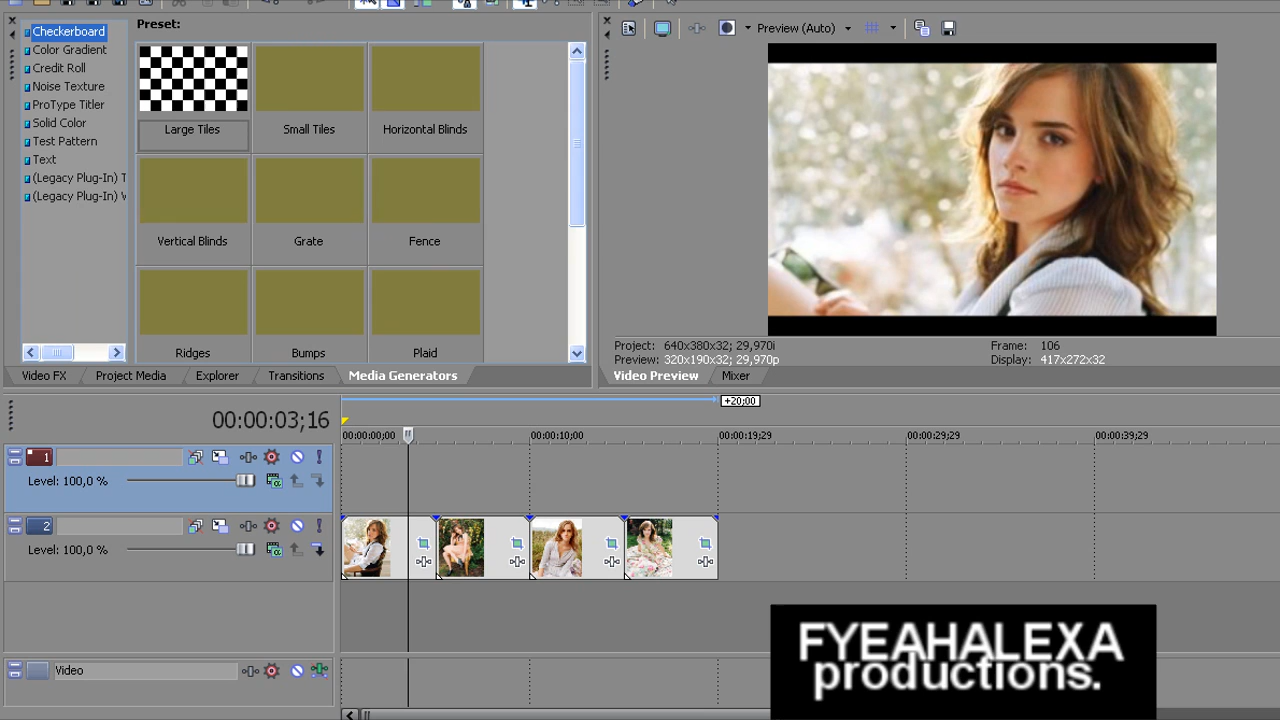 Checkerboard
Color Gradient
Credit Roll
Noise Texture
ProType Titler
Solid Color
Test Pattern
Text
(Legacy Plug-In) T
(Legacy Plug-In)
Preset:
Large Tiles
Small Tiles
Horizontal Blinds
Vertical Blinds
Grate
Fence
Ridges
Bumps
Plaid
Video FX
Project Media
Explorer
Transitions
Media Generators
Preview (Auto)
Project: 640x380x32; 29,970i
Frame: 106
Preview: 320x190x32; 29,970p
Display: 417x272x32
Video Preview
Mixer
00:00:03;16
+20;00
00:00:00;00
00:00:10;00
00:00:19;29
00:00:29;29
00:00:39;29
1
Level: 100,0 %
2
Level: 100,0 %
Video
FYEAHALEXA
productions.